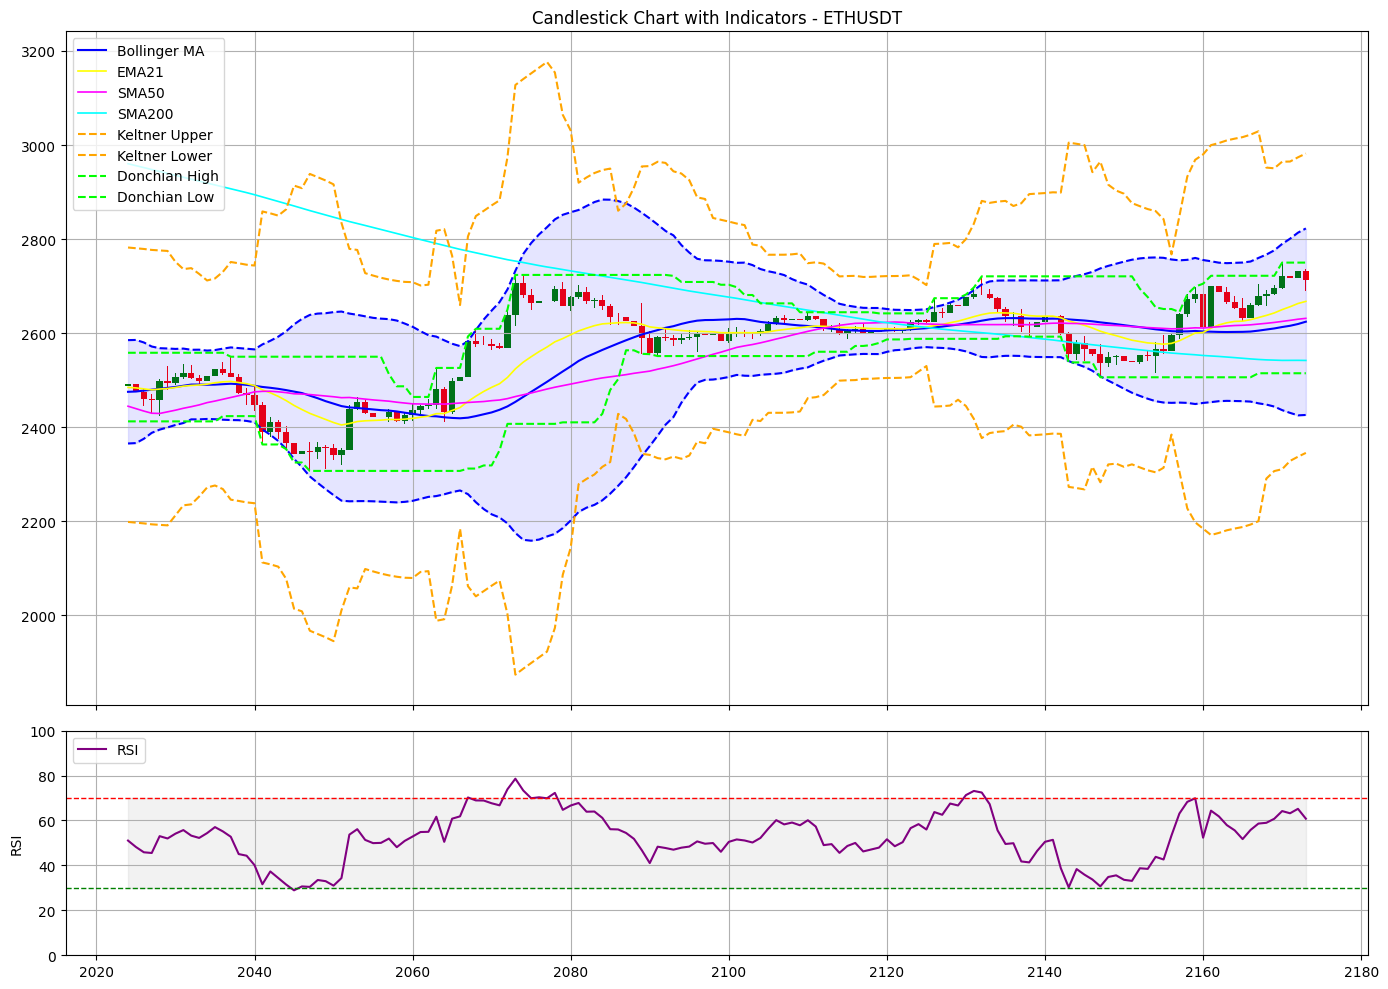 Candlestick Chart with Indicators - ETHUSDT
Bollinger MA
EMA21
SMA50
SMA200
Keltner Upper
Keltner Lower
Donchian High
Donchian Low
3200
3000
2800
2600
2400
2200
2000
RSI
100
80
60
40
20
0
RSI
2020
2040
2060
2080
2100
2120
2140
2160
2180